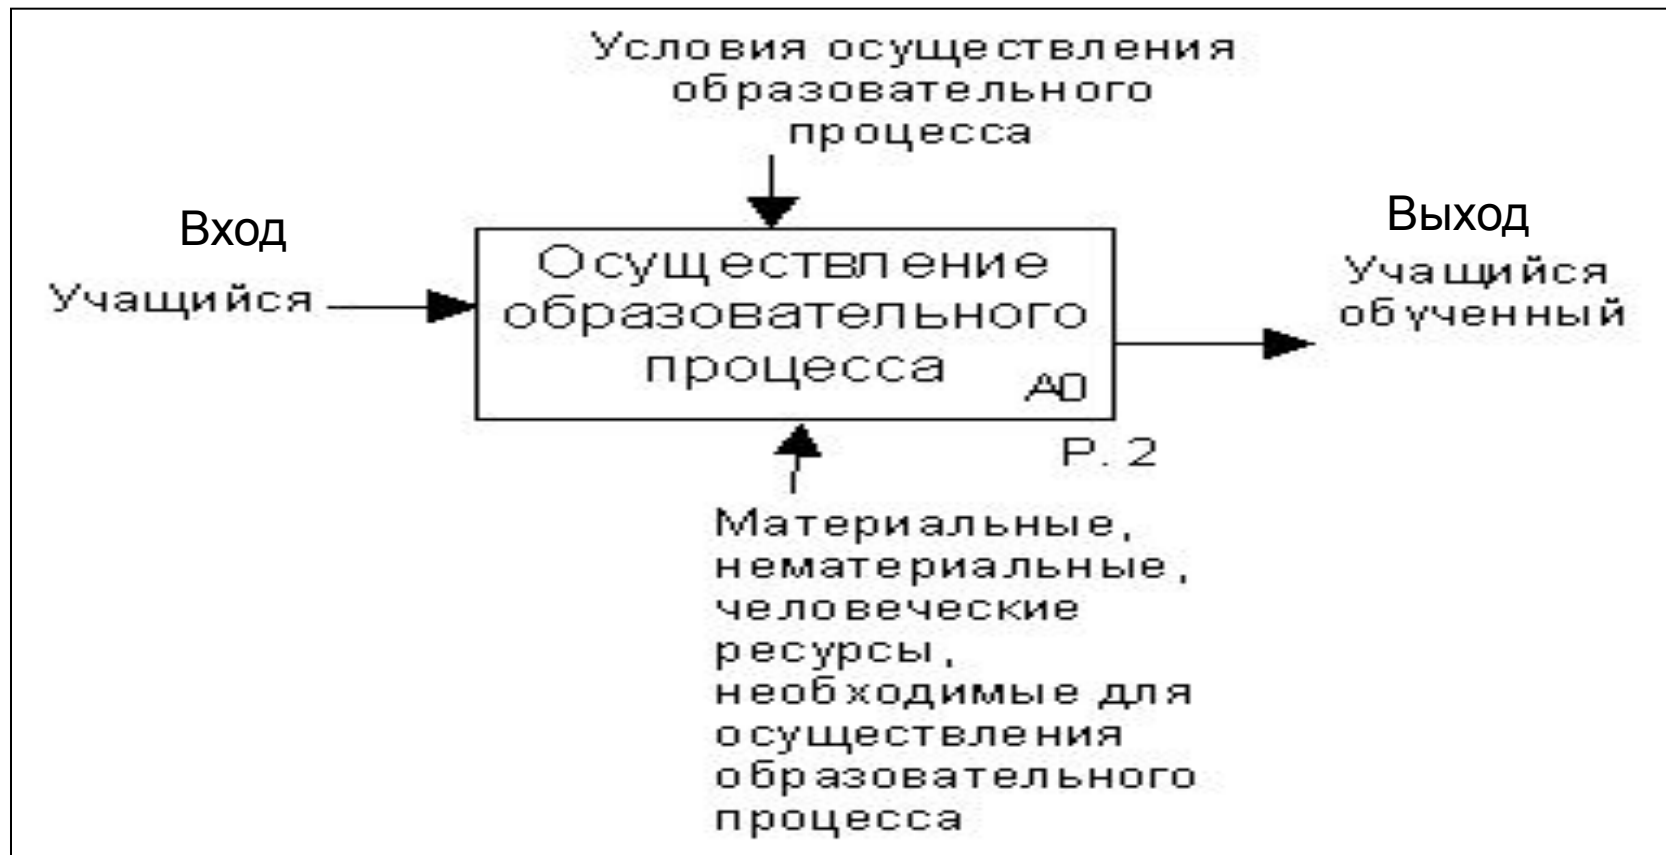 Условия осуществления
образовательного
процесса
Вход
Учащийся
Осуществление
образовательного
процесса
A0
P. 2
Выход
Учащийся
обученный
Материальные,
нематериальные,
человеческие
ресурсы,
необходимые для
осуществления
образовательного
процесса